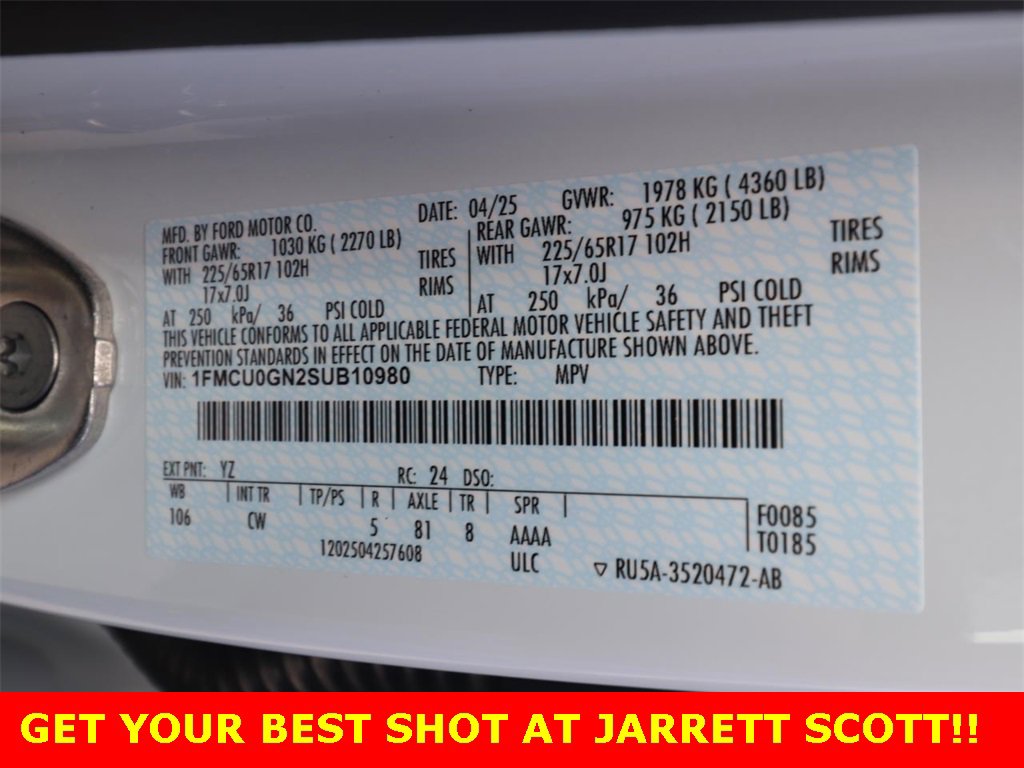 MFD. BY FORD MOTOR CO. DATE: 04/25 GVWR: 1978 KG ( 4360 LB)
FRONT GAWR: 1030 KG ( 2270 LB) REAR GAWR: 975 KG ( 2150 LB)
WITH 225/65R17 102H TIRES WITH 225/65R17 102H TIRES
17x7.0J RIMS 17x7.0J RIMS
AT 250 kPa/ 36 PSI COLD AT 250 kPa/ 36 PSI COLD
THIS VEHICLE CONFORMS TO ALL APPLICABLE FEDERAL MOTOR VEHICLE SAFETY AND THEFT
PREVENTION STANDARDS IN EFFECT ON THE DATE OF MANUFACTURE SHOWN ABOVE.
VIN: 1FMCU0GN2SUB10980 TYPE: MPV
EXT PNT: YZ RC: 24 DSO:
WB INT TR TP/PS R AXLE TR SPR
106 CW 5 81 8 AAAA F0085
1202504257608 ULC T0185
RU5A-3520472-AB
GET YOUR BEST SHOT AT JARRETT SCOTT!!